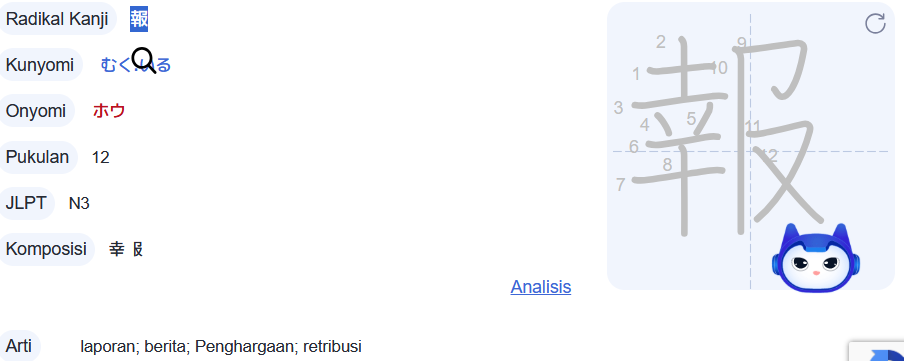 Radikal Kanji 報
Kunyomi むく.いる
Onyomi ホウ
Pukulan 12
JLPT N3
Komposisi 幸 𠬝
Analisis
Arti laporan; berita; Penghargaan; retribusi
報
1
2
3
4
5
6
7
8
9
10
11
12